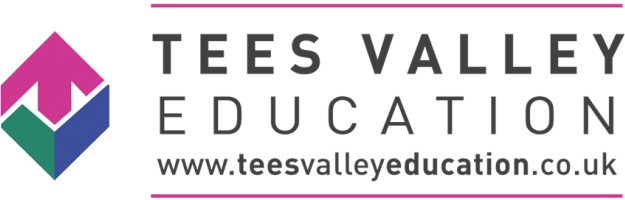 TEES VALLEY
EDUCATION
www.teesvalleyeducation.co.uk